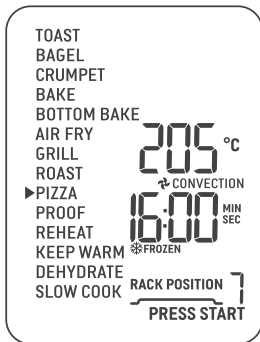 TOAST
BAGEL
CRUMPET
BAKE
BOTTOM BAKE
AIR FRY
GRILL
ROAST
PIZZA
PROOF
REHEAT
KEEP WARM
DEHYDRATE
SLOW COOK
205 °C
CONVECTION
16:00 MIN SEC
FROZEN
RACK POSITION 7
PRESS START